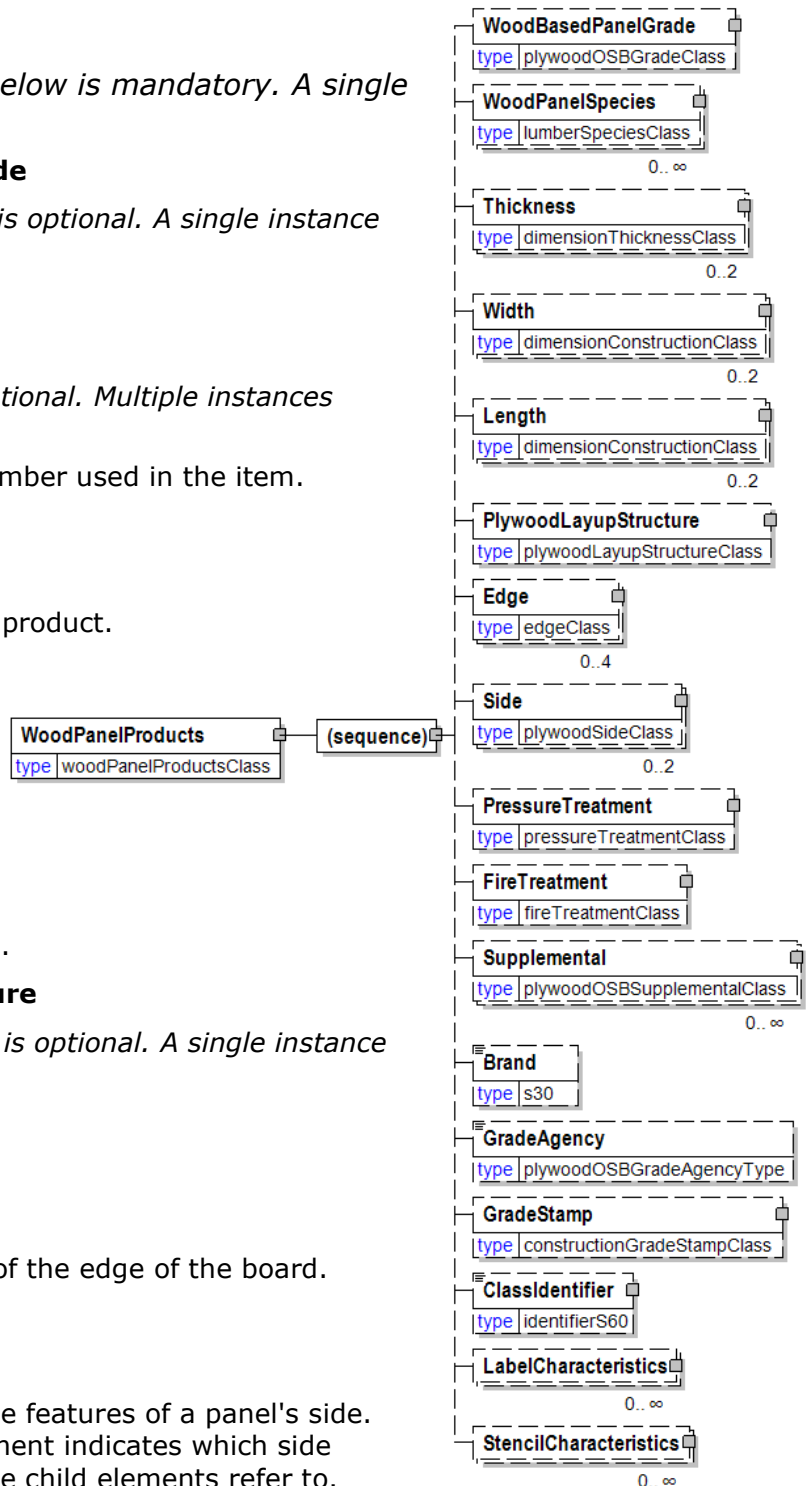 elow is mandatory. A single
de
is optional. A single instance
tional. Multiple instances
mber used in the item.
product.
.
ure
is optional. A single instance
of the edge of the board.
e features of a panel's side.
nent indicates which side
e child elements refer to.
WoodPanelProducts
type woodPanelProductsClass
(sequence)
WoodBasedPanelGrade
type plywoodOSBGradeClass
WoodPanelSpecies
type lumberSpeciesClass
0.. ∞
Thickness
type dimensionThicknessClass
0..2
Width
type dimensionConstructionClass
0..2
Length
type dimensionConstructionClass
0..2
PlywoodLayupStructure
type plywoodLayupStructureClass
Edge
type edgeClass
0..4
Side
type plywoodSideClass
0..2
PressureTreatment
type pressureTreatmentClass
FireTreatment
type fireTreatmentClass
Supplemental
type plywoodOSBSupplementalClass
0.. ∞
Brand
type s30
GradeAgency
type plywoodOSBGradeAgencyType
GradeStamp
type constructionGradeStampClass
ClassIdentifier
type identifierS60
LabelCharacteristics
0.. ∞
StencilCharacteristics
0.. ∞